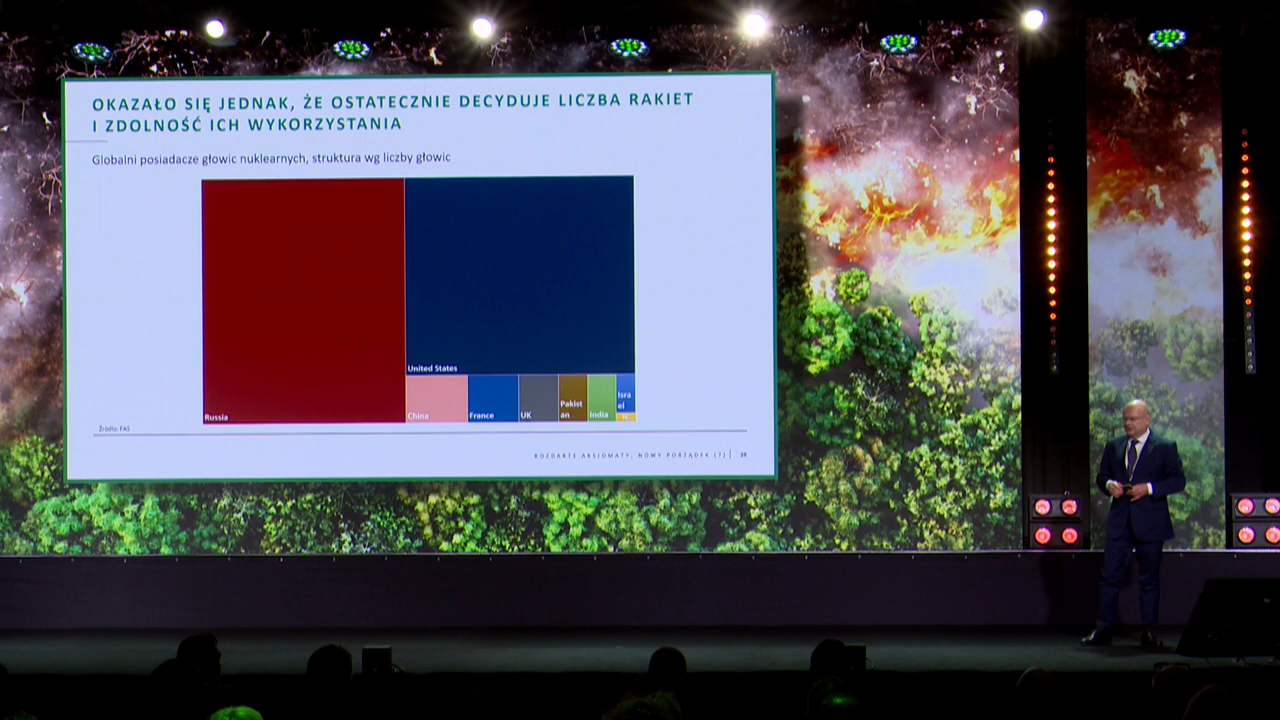 OKAZAŁO SIĘ JEDNAK, ŻE OSTATECZNIE DECYDUJE LICZBA RAKIET
I ZDOLNOŚĆ ICH WYKORZYSTANIA
Globalni posiadacze głowic nuklearnych, struktura wg liczby głowic
United States
Russia
China
France
UK
Pakist
an
India
Isra
el
Źródło: FAS
ROZDARTE AKSJOMATY, NOWY PORZĄDEK (?) | 29